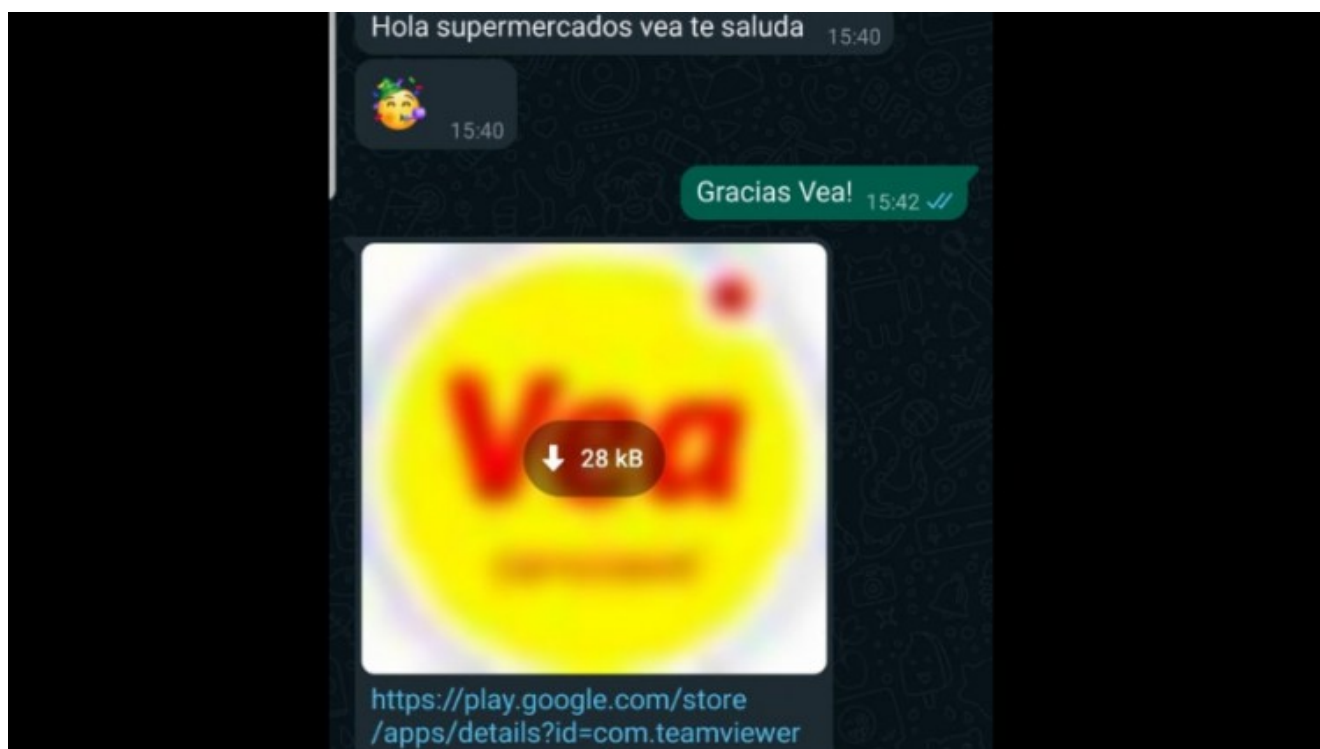 Hola supermercados vea te saluda 15:40
15:40
Gracias Vea! 15:42
Vea
28 kB
https://play.google.com/store
/apps/details?id=com.teamviewer